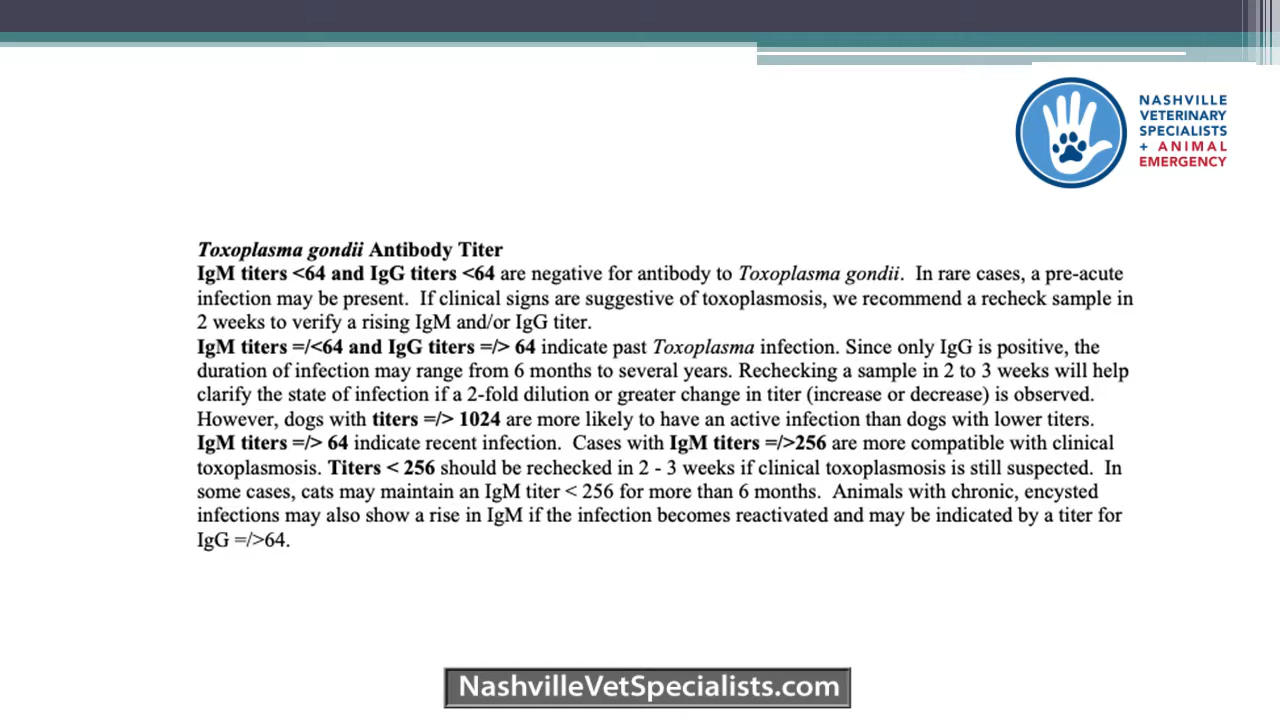 NASHVILLE
VETERINARY
SPECIALISTS
+ ANIMAL
EMERGENCY
Toxoplasma gondii Antibody Titer
IgM titers <64 and IgG titers <64 are negative for antibody to Toxoplasma gondii.  In rare cases, a pre-acute
infection may be present.  If clinical signs are suggestive of toxoplasmosis, we recommend a recheck sample in
2 weeks to verify a rising IgM and/or IgG titer.
IgM titers =/<64 and IgG titers =/> 64 indicate past Toxoplasma infection. Since only IgG is positive, the
duration of infection may range from 6 months to several years. Rechecking a sample in 2 to 3 weeks will help
clarify the state of infection if a 2-fold dilution or greater change in titer (increase or decrease) is observed.
However, dogs with titers =/> 1024 are more likely to have an active infection than dogs with lower titers.
IgM titers =/> 64 indicate recent infection.  Cases with IgM titers =/>256 are more compatible with clinical
toxoplasmosis. Titers < 256 should be rechecked in 2 - 3 weeks if clinical toxoplasmosis is still suspected.  In
some cases, cats may maintain an IgM titer < 256 for more than 6 months.  Animals with chronic, encysted
infections may also show a rise in IgM if the infection becomes reactivated and may be indicated by a titer for
IgG =/>64.
NashvilleVetSpecialists.com